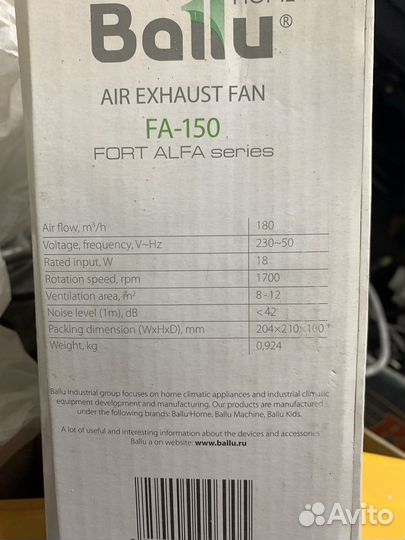 HOME
Ballu®
AIR EXHAUST FAN
FA-150
FORT ALFA series
Air flow, m³/h 180
Voltage, frequency, V~Hz 230~50
Rated input, W 18
Rotation speed, rpm 1700
Ventilation area, m² 8-12
Noise level (1m), dB <42
Packing dimension (WxHxD), mm 204×210×100
Weight, kg 0,924
Ballu industrial group focuses on home climatic appliances and industrial climatic
equipment development and manufacturing. Our products are manufactured
under the following brands: Ballu Home, Ballu Machine, Ballu Kids.
A lot of useful and interesting information about the devices and accessories
Ballu a on website: www.ballu.ru
Avito